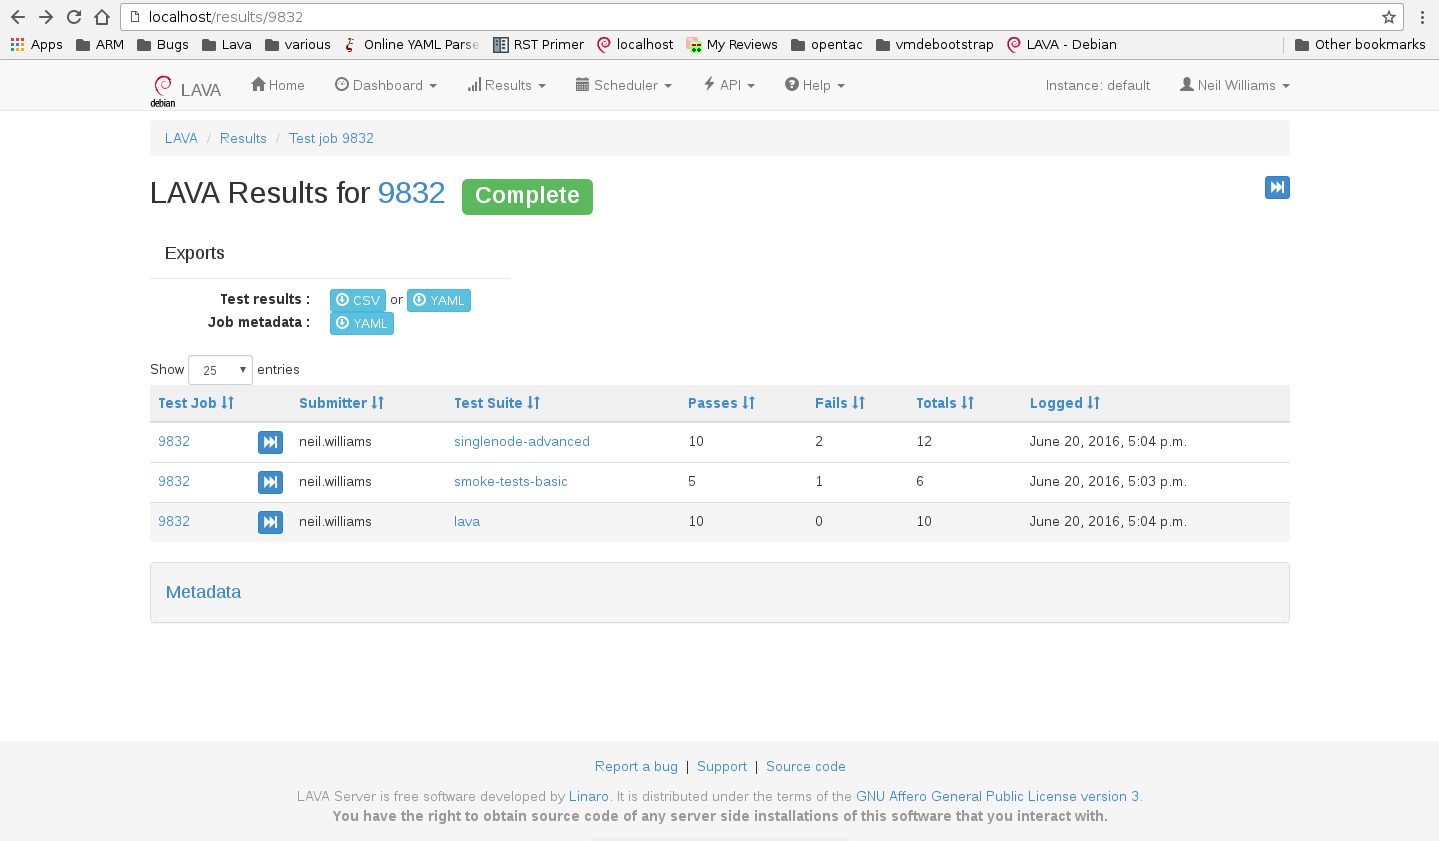 localhost/results/9832
Apps ARM Bugs Lava various Online YAML Parse RST Primer localhost My Reviews opentac vmdebootstrap LAVA - Debian Other bookmarks
debian LAVA Home Dashboard Results Scheduler API Help Instance: default Neil Williams
LAVA / Results / Test job 9832
LAVA Results for 9832 Complete
Exports
Test results : CSV or YAML
Job metadata : YAML
Show 25 entries
Test Job Submitter Test Suite Passes Fails Totals Logged
9832 neil.williams singlenode-advanced 10 2 12 June 20, 2016, 5:04 p.m.
9832 neil.williams smoke-tests-basic 5 1 6 June 20, 2016, 5:03 p.m.
9832 neil.williams lava 10 0 10 June 20, 2016, 5:04 p.m.
Metadata
Report a bug | Support | Source code
LAVA Server is free software developed by Linaro. It is distributed under the terms of the GNU Affero General Public License version 3.
You have the right to obtain source code of any server side installations of this software that you interact with.